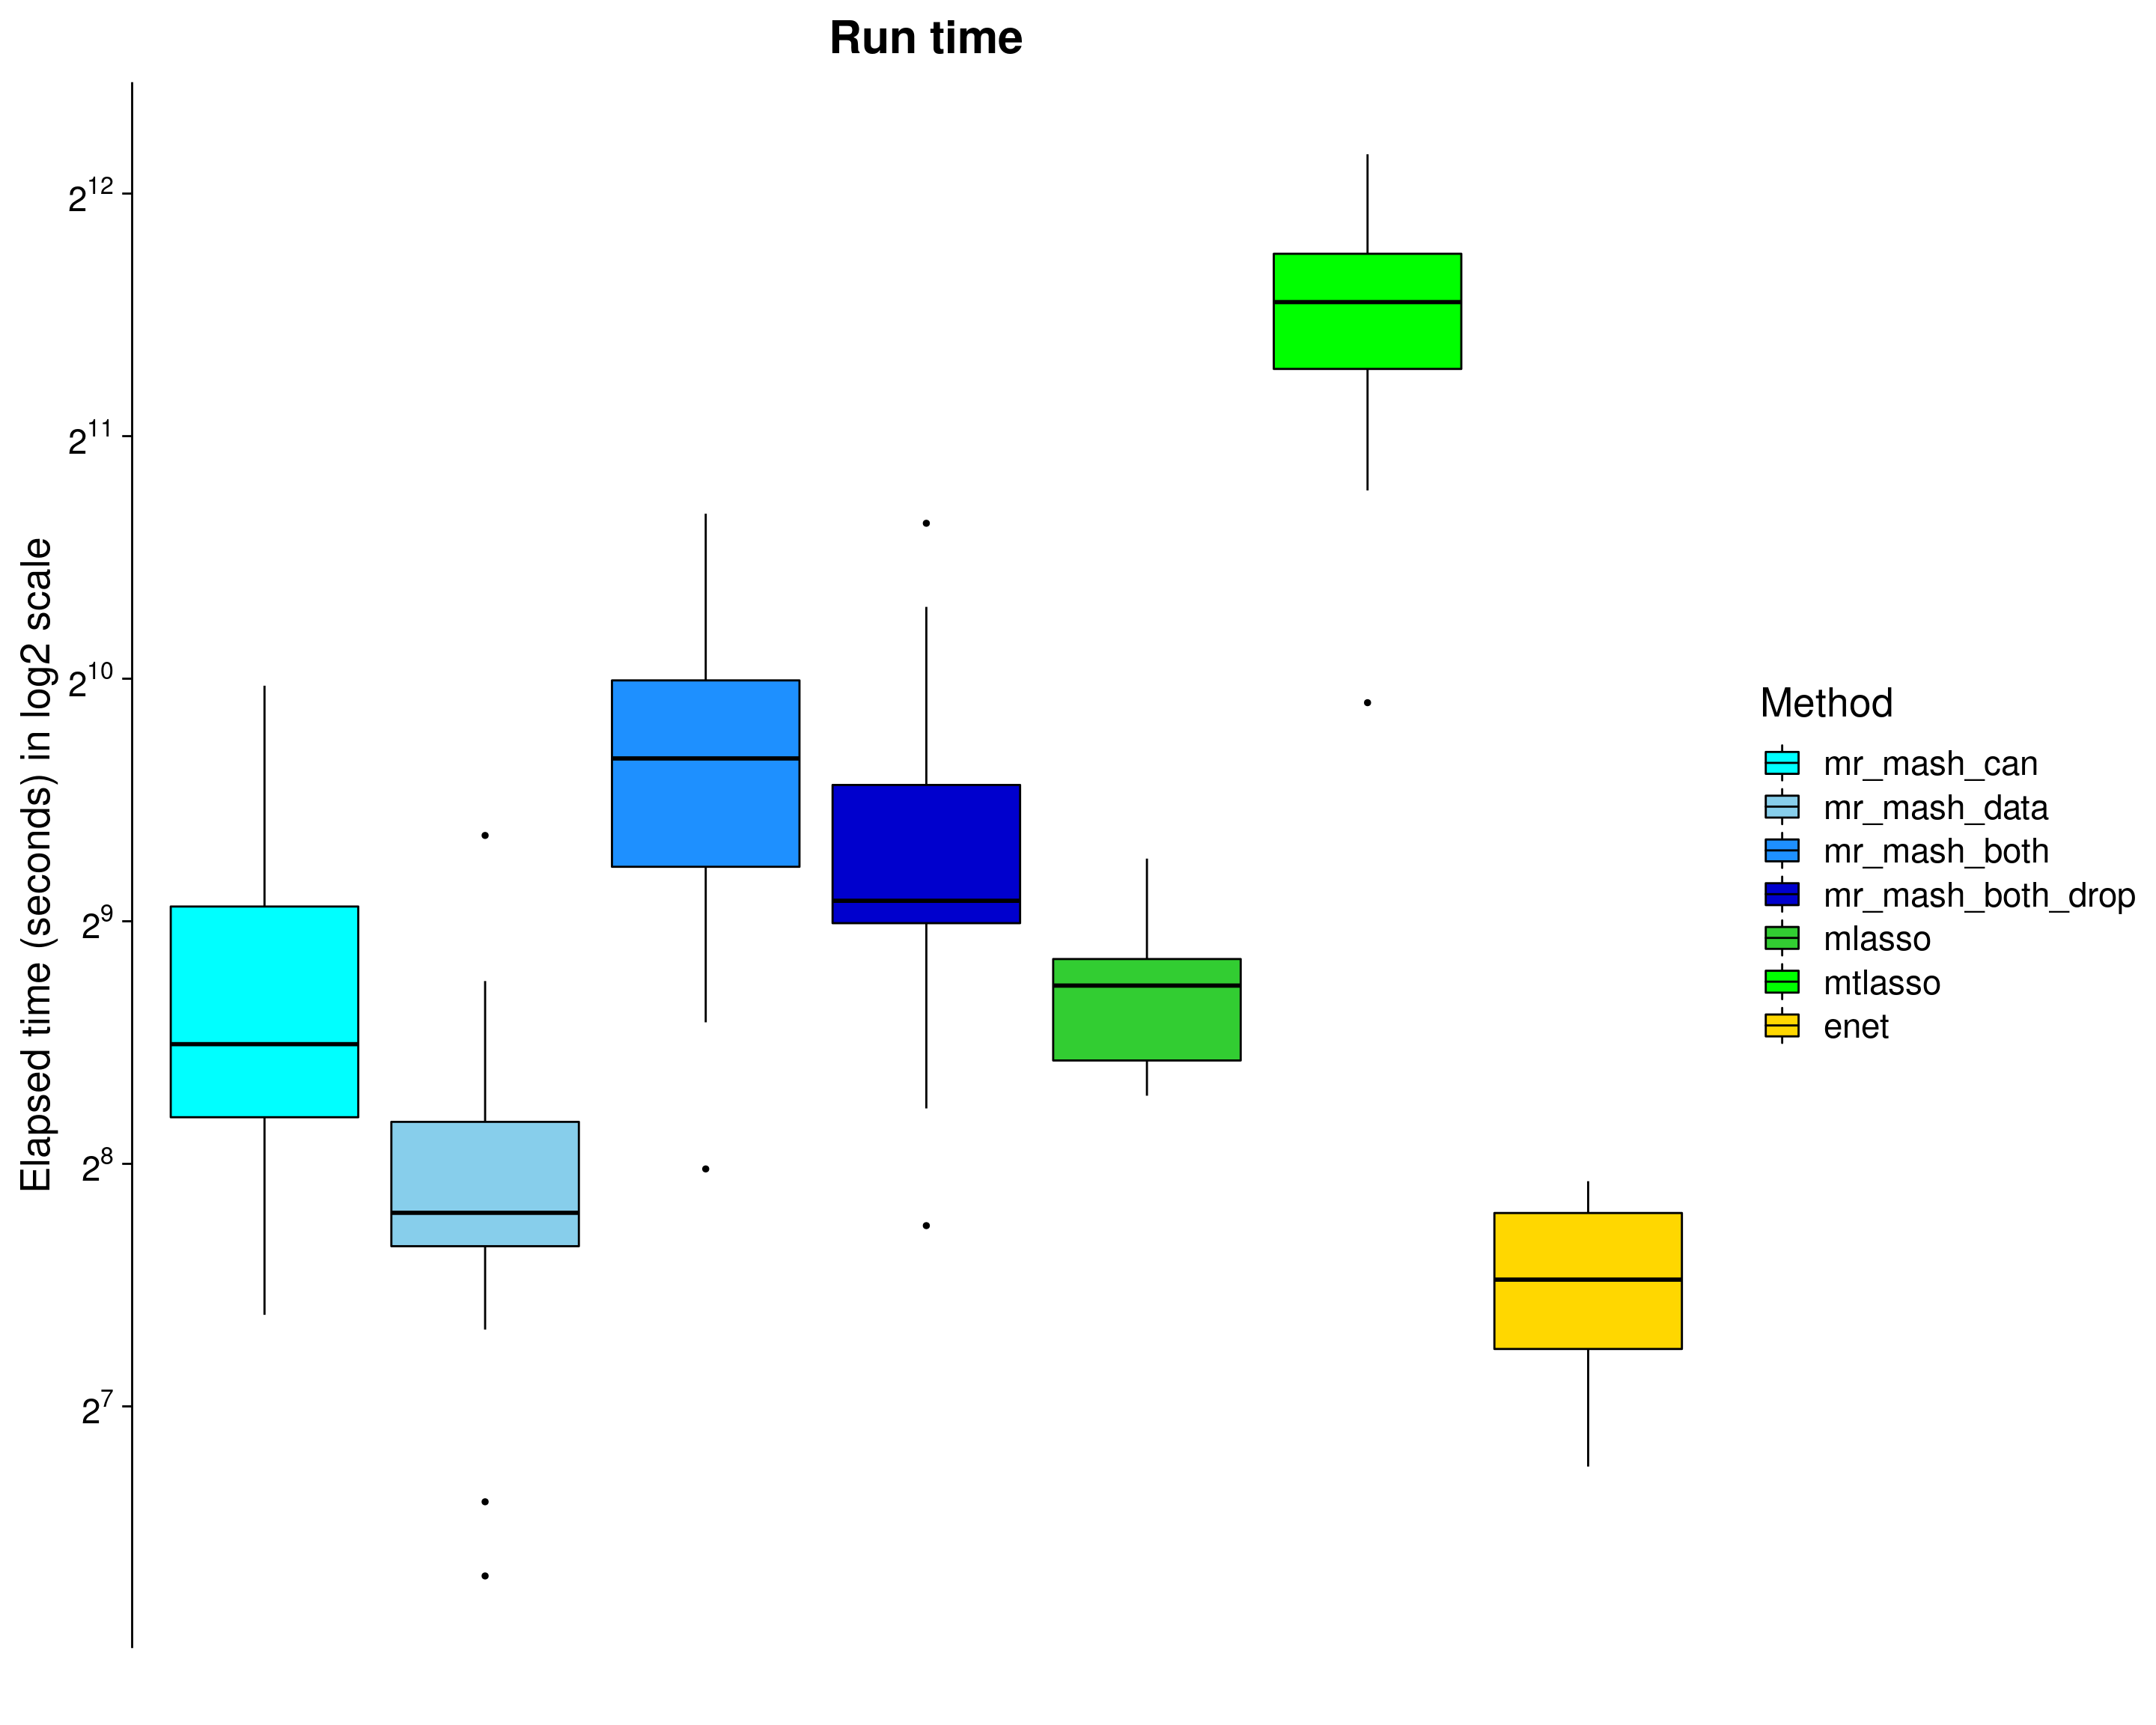 Run time
Elapsed time (seconds) in log2 scale
2^12
2^11
2^10
2^9
2^8
2^7
Method
mr_mash_can
mr_mash_data
mr_mash_both
mr_mash_both_drop
mlasso
mtlasso
enet